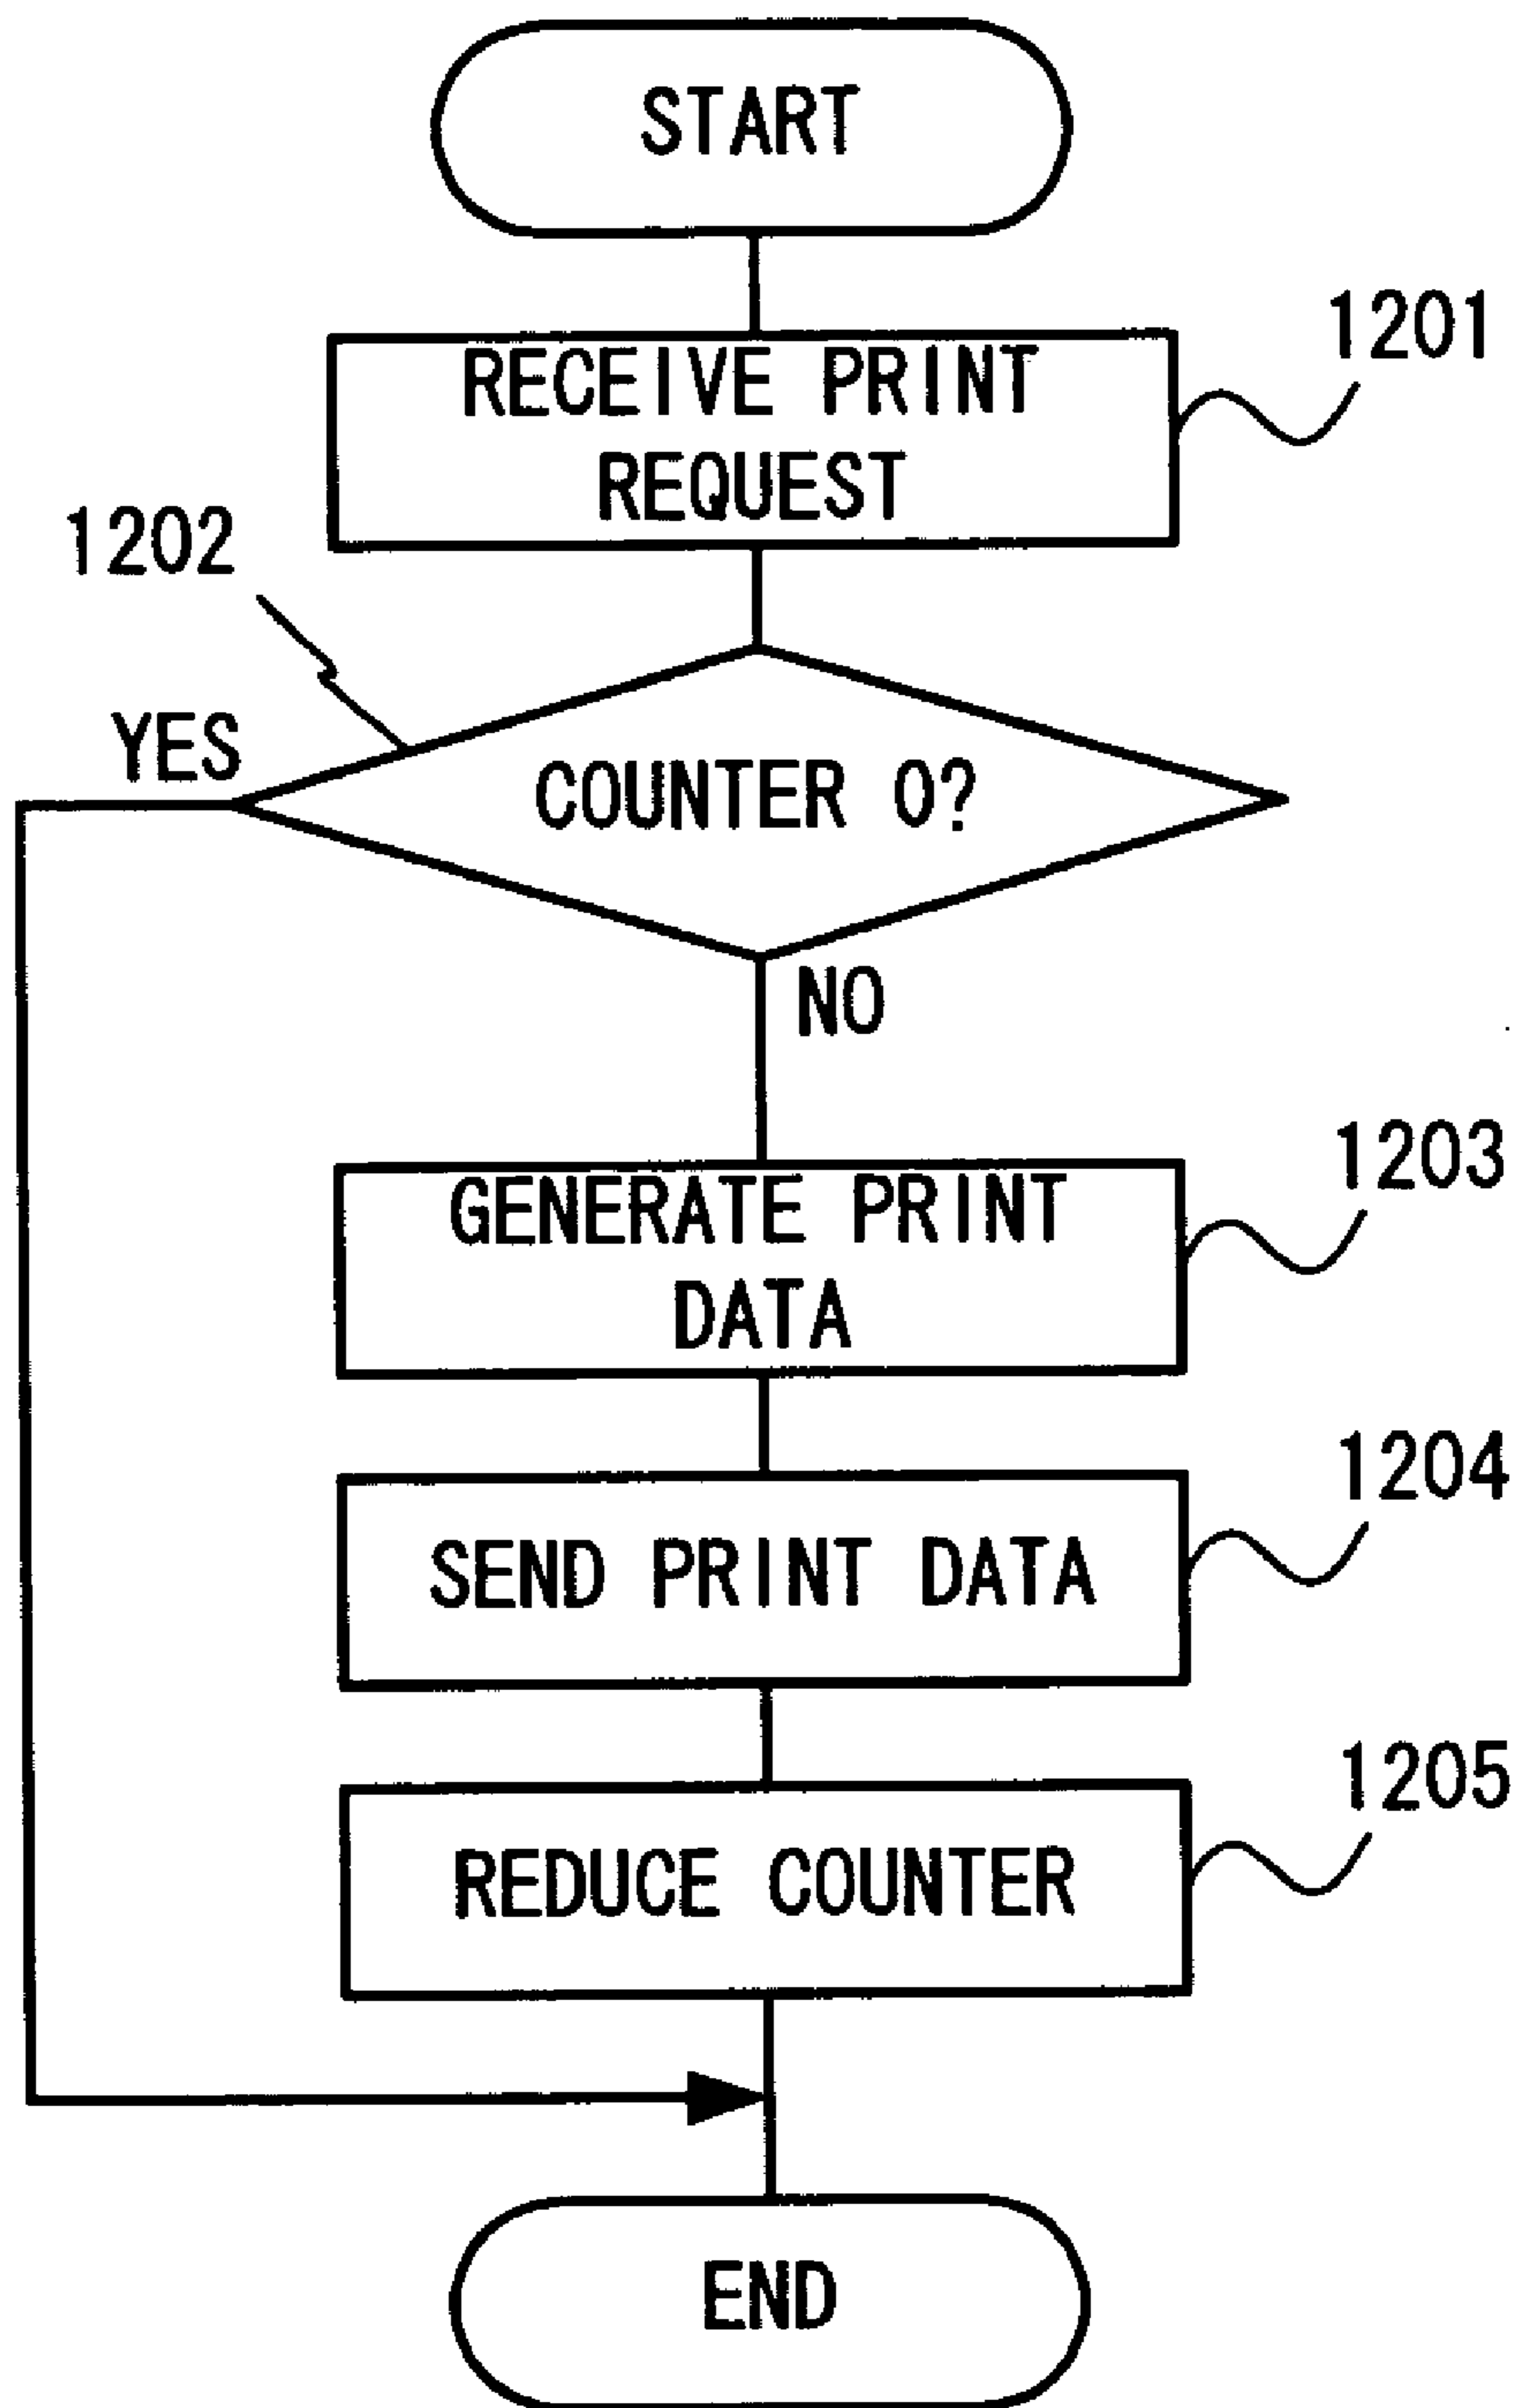 START
1201
RECEIVE PRINT
REQUEST
1202
YES
COUNTER 0?
NO
1203
GENERATE PRINT
DATA
1204
SEND PRINT DATA
1205
REDUCE COUNTER
END